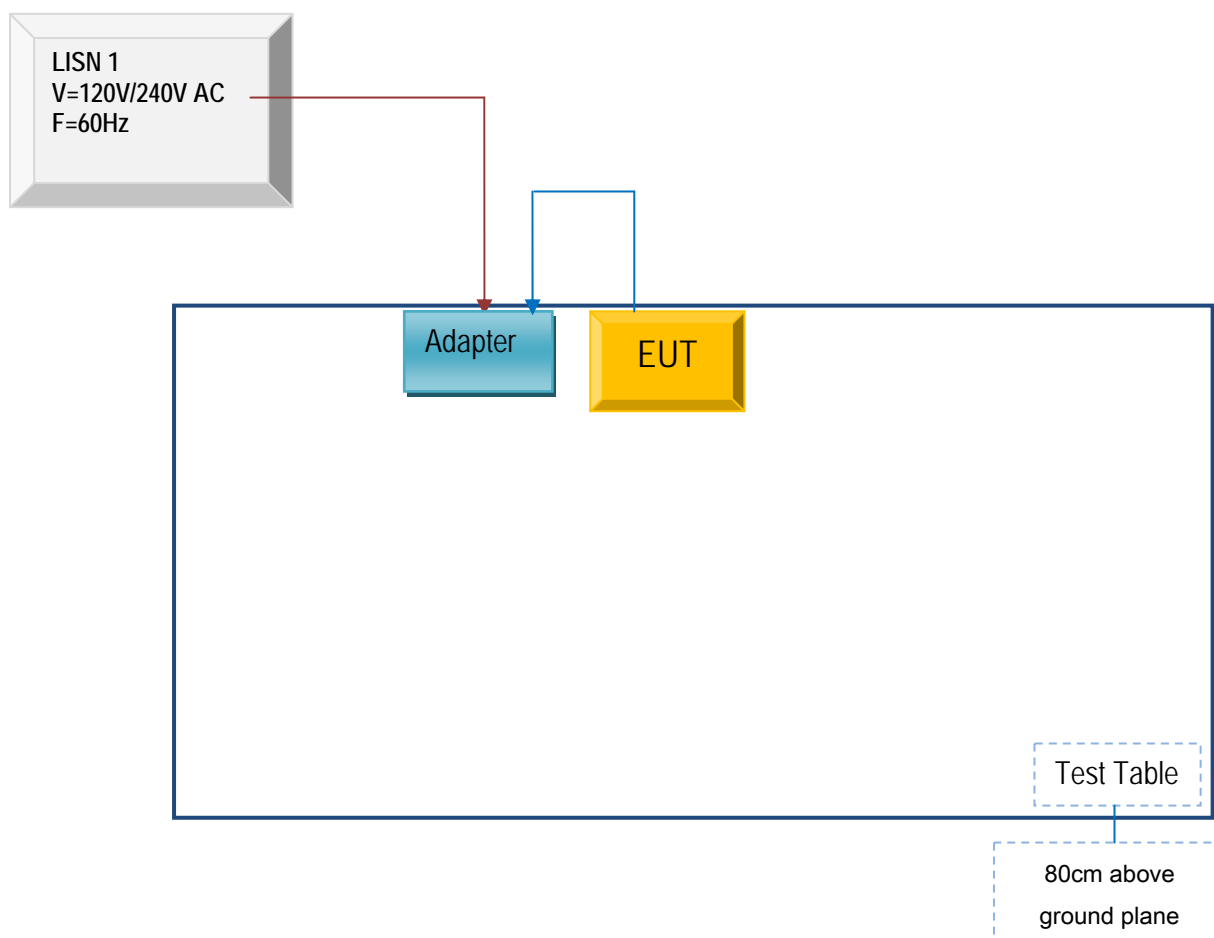 LISN 1
V=120V/240V AC
F=60Hz
Adapter
EUT
Test Table
80cm above
ground plane